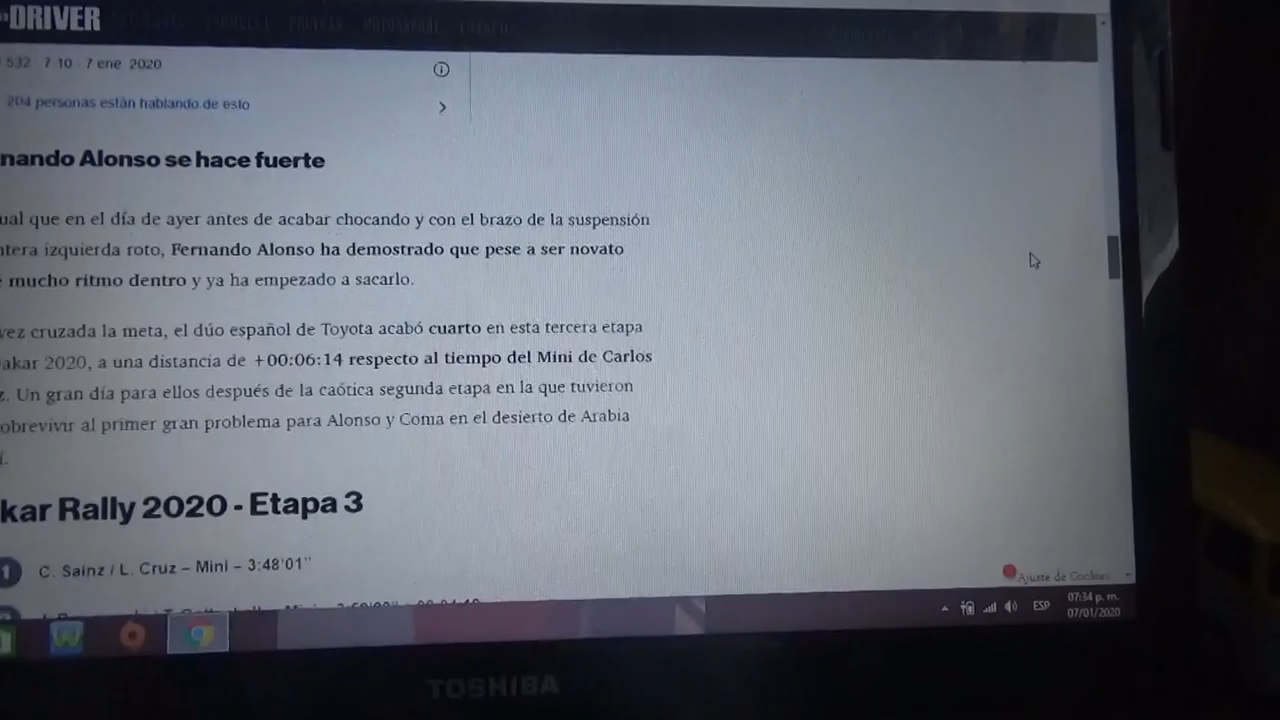 DRIVER FÓRMULA 1 PRUEBAS MOTORSPORT LIFESTYLE
532 7 10 · 7 ene 2020
204 personas están hablando de esto
nando Alonso se hace fuerte
ual que en el día de ayer antes de acabar chocando y con el brazo de la suspensión
ntera izquierda roto, Fernando Alonso ha demostrado que pese a ser novato
e mucho ritmo dentro y ya ha empezado a sacarlo.
vez cruzada la meta, el dúo español de Toyota acabó cuarto en esta tercera etapa
akar 2020, a una distancia de +00:06:14 respecto al tiempo del Mini de Carlos
z. Un gran día para ellos después de la caótica segunda etapa en la que tuvieron
obrevivir al primer gran problema para Alonso y Coma en el desierto de Arabia
í.
kar Rally 2020 - Etapa 3
1 C. Sainz / L. Cruz – Mini – 3:48'01''
Ajuste de Cookies
ESP
07:34 p. m.
07/01/2020
TOSHIBA